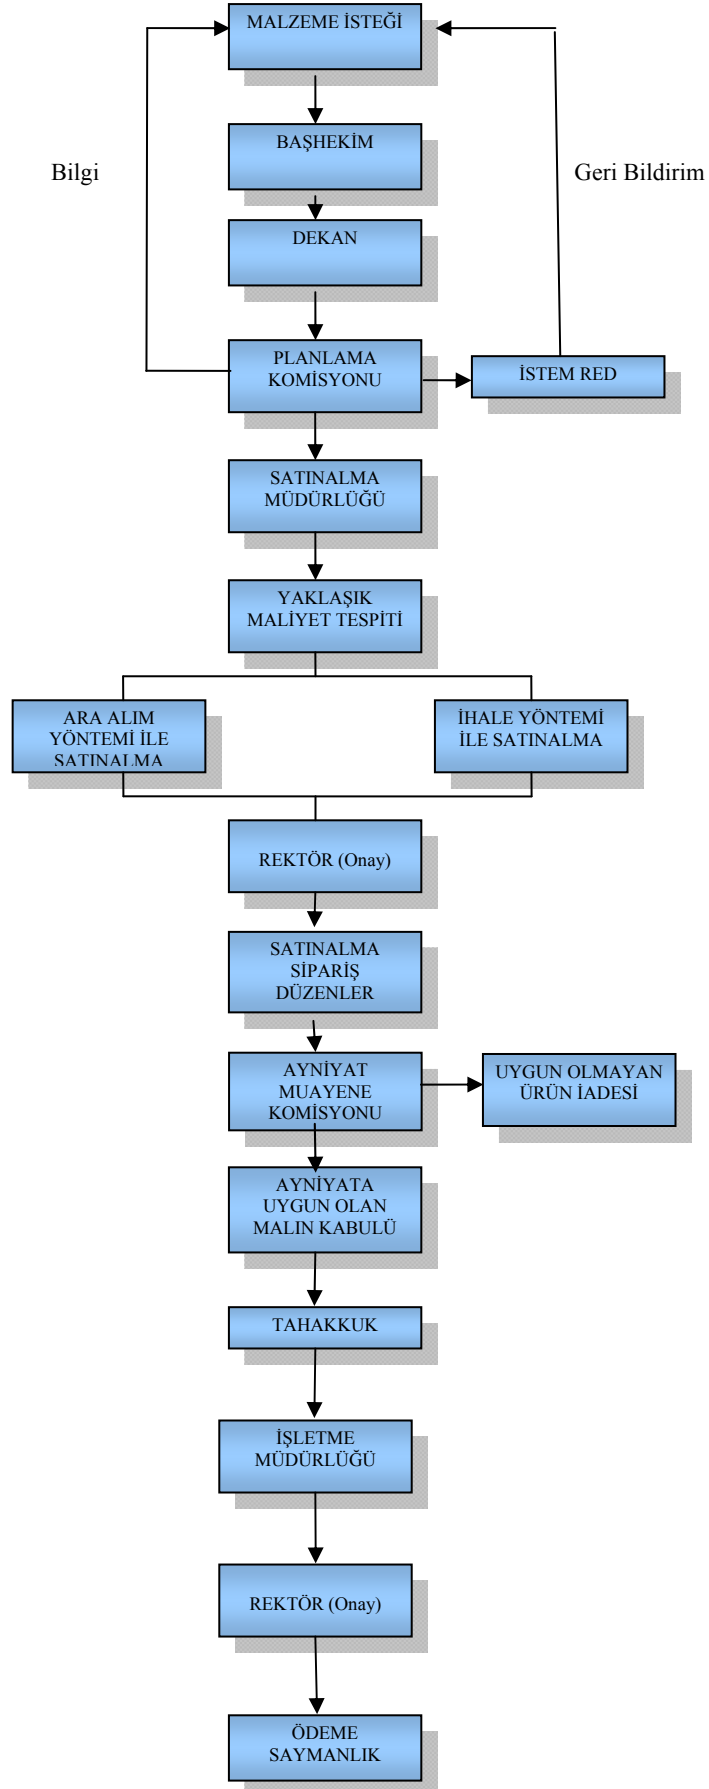 MALZEME İSTEĞİ
BAŞHEKİM
Bilgi
Geri Bildirim
DEKAN
PLANLAMA
KOMİSYONU
İSTEM RED
SATINALMA
MÜDÜRLÜĞÜ
YAKLAŞIK
MALİYET TESPİTİ
ARA ALIM
YÖNTEMİ İLE
SATINALMA
İHALE YÖNTEMİ
İLE SATINALMA
REKTÖR (Onay)
SATINALMA
SİPARİŞ
DÜZENLER
AYNİYAT
MUAYENE
KOMİSYONU
UYGUN OLMAYAN
ÜRÜN İADESİ
AYNİYATA
UYGUN OLAN
MALIN KABULÜ
TAHAKKUK
İŞLETME
MÜDÜRLÜĞÜ
REKTÖR (Onay)
ÖDEME
SAYMANLIK